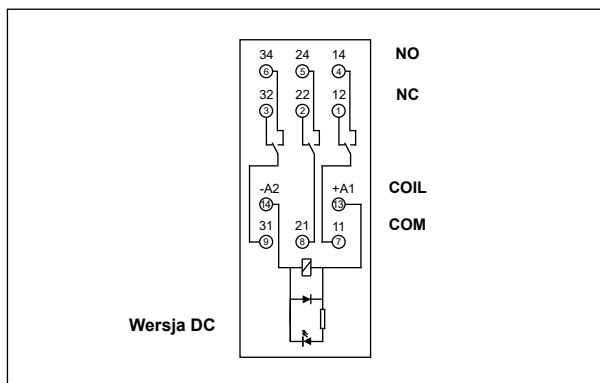 34 24 14 NO
6 5 4
32 22 12 NC
3 2 1
-A2 +A1 COIL
14 13
31 21 11 COM
9 8 7
Wersja DC